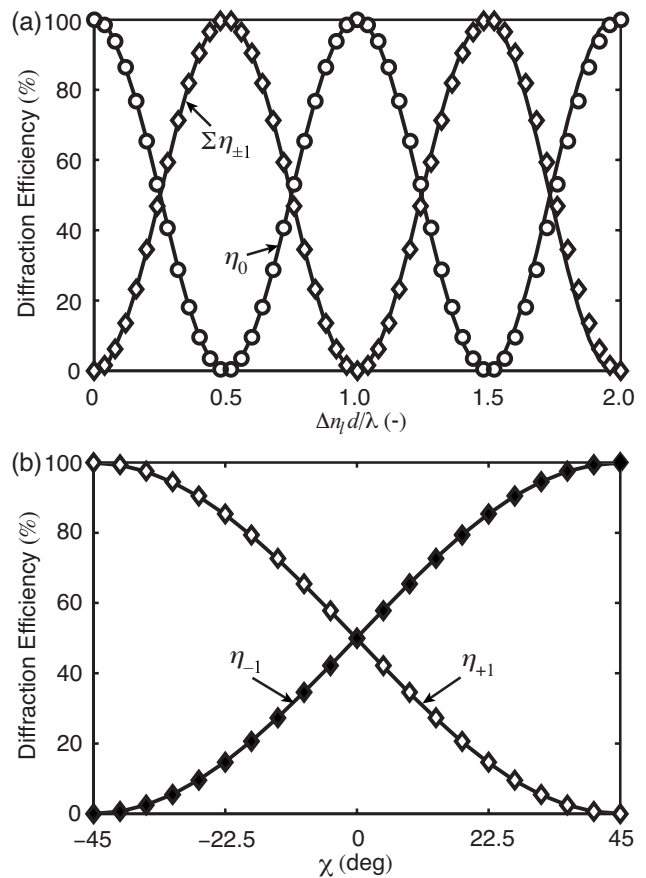 (a)
100
80
60
40
20
0
Diffraction Efficiency (%)
Ση±1
η0
0 0.5 1.0 1.5 2.0
Δnld/λ (-)
(b)
100
80
60
40
20
0
Diffraction Efficiency (%)
η−1
η+1
−45 −22.5 0 22.5 45
χ (deg)